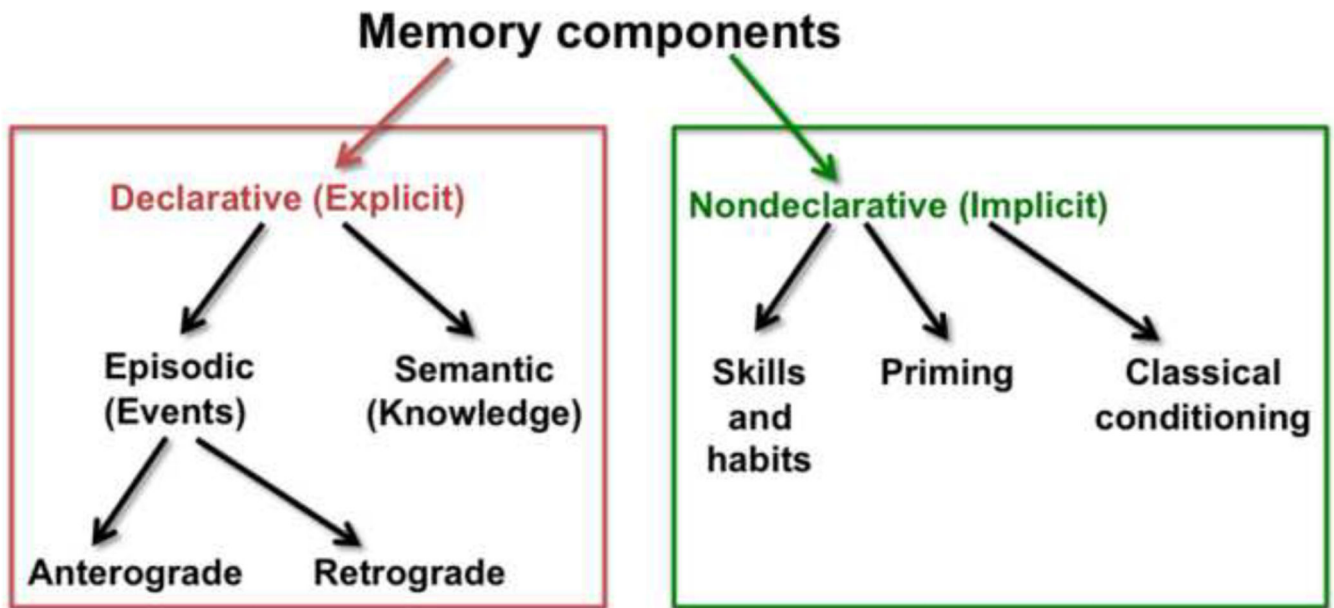 Memory components
Declarative (Explicit)
Episodic
(Events)
Semantic
(Knowledge)
Anterograde
Retrograde
Nondeclarative (Implicit)
Skills
and
habits
Priming
Classical
conditioning